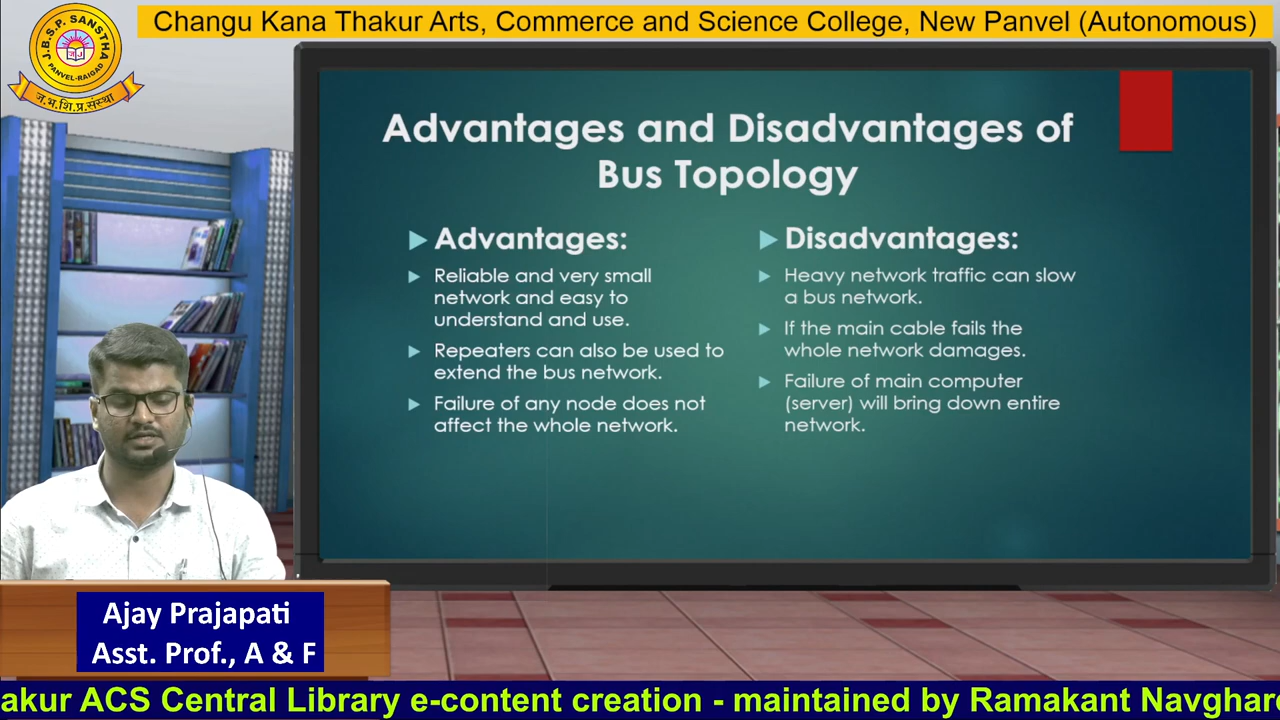 Changu Kana Thakur Arts, Commerce and Science College, New Panvel (Autonomous)
J.B.S.P. SANSTHA
PANVEL-RAIGAD
ज.भ.शि.प्र.संस्था
Advantages and Disadvantages of
Bus Topology
Advantages:
Reliable and very small
network and easy to
understand and use.
Repeaters can also be used to
extend the bus network.
Failure of any node does not
affect the whole network.
Disadvantages:
Heavy network traffic can slow
a bus network.
If the main cable fails the
whole network damages.
Failure of main computer
(server) will bring down entire
network.
Ajay Prajapati
Asst. Prof., A & F
akur ACS Central Library e-content creation - maintained by Ramakant Navghar